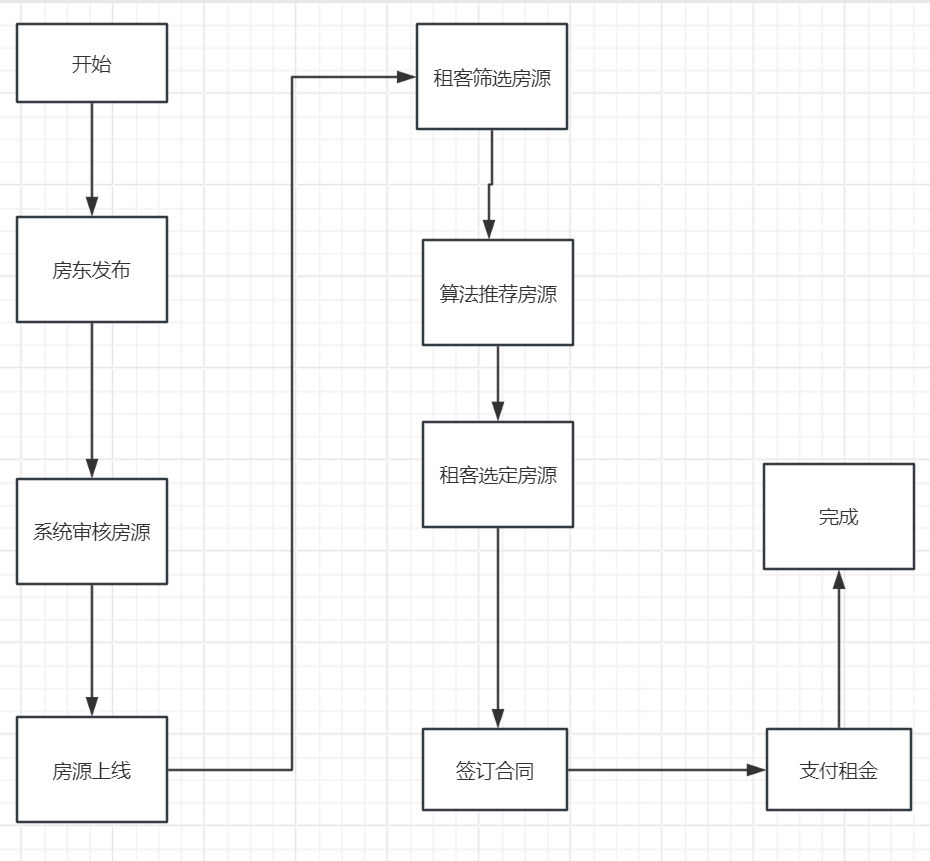 开始
房东发布
系统审核房源
房源上线
租客筛选房源
算法推荐房源
租客选定房源
签订合同
支付租金
完成